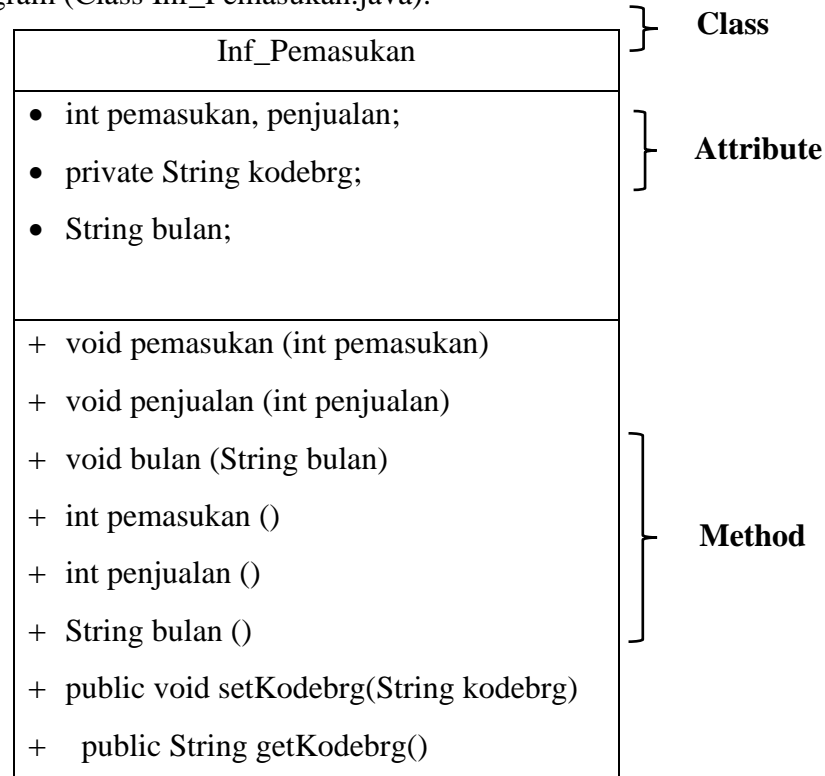 (Class Inf_Pemasukan.java).
Class
Inf_Pemasukan
• int pemasukan, penjualan;
• private String kodebrg;
• String bulan;
Attribute
+ void pemasukan (int pemasukan)
+ void penjualan (int penjualan)
+ void bulan (String bulan)
+ int pemasukan ()
+ int penjualan ()
+ String bulan ()
+ public void setKodebrg(String kodebrg)
+ public String getKodebrg()
Method